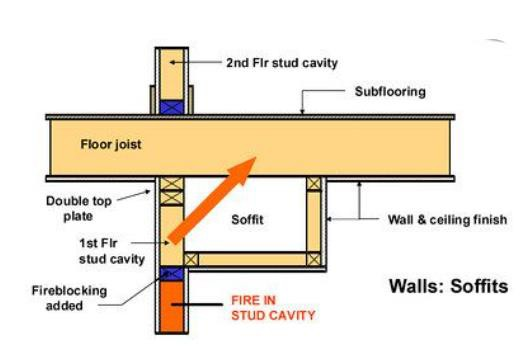 2nd Flr stud cavity
Subflooring
Floor joist
Double top
plate
Soffit
Wall & ceiling finish
1st Flr
stud cavity
Walls: Soffits
Fireblocking
added
FIRE IN
STUD CAVITY